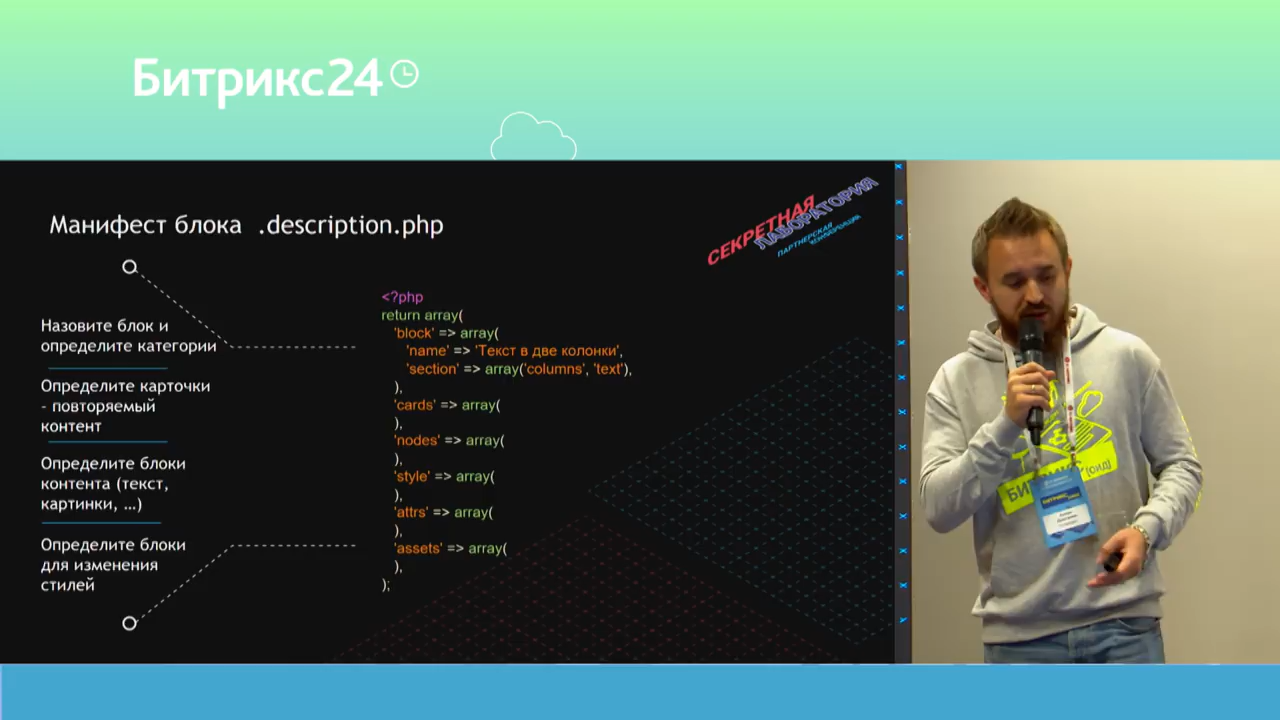 Битрикс24
Манифест блока .description.php
СЕКРЕТНАЯ
ЛАБОРАТОРИЯ
ПАРТНЕРСКАЯ
Назовите блок и
определите категории
Определите карточки
- повторяемый
контент
Определите блоки
контента (текст,
картинки, …)
Определите блоки
для изменения
стилей
<?php
return array(
'block' => array(
'name' => 'Текст в две колонки',
'section' => array('columns', 'text'),
),
'cards' => array(
),
'nodes' => array(
),
'style' => array(
),
'attrs' => array(
),
'assets' => array(
),
);